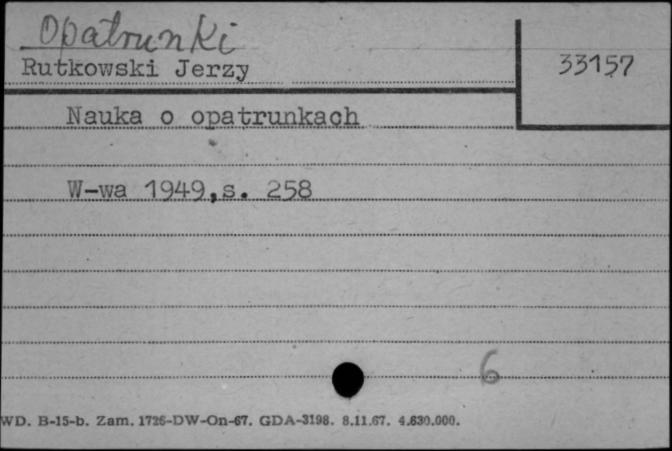 Opatrunki
Rutkowski Jerzy
33157
Nauka o opatrunkach
W-wa 1949,s. 258
6
WD. B-15-b. Zam. 1726-DW-On-67. GDA-3198. 8.11.67. 4.630.000.